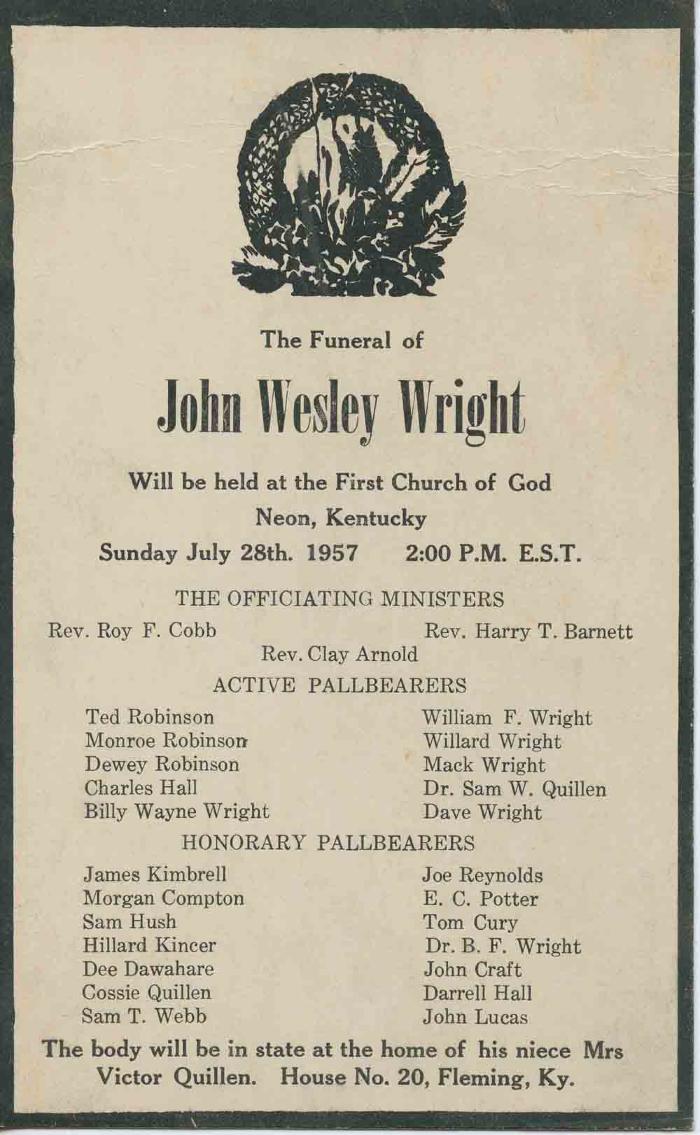 The Funeral of
John Wesley Wright
Will be held at the First Church of God
Neon, Kentucky
Sunday July 28th. 1957 2:00 P.M. E.S.T.
THE OFFICIATING MINISTERS
Rev. Roy F. Cobb Rev. Harry T. Barnett
Rev. Clay Arnold
ACTIVE PALLBEARERS
Ted Robinson William F. Wright
Monroe Robinson Willard Wright
Dewey Robinson Mack Wright
Charles Hall Dr. Sam W. Quillen
Billy Wayne Wright Dave Wright
HONORARY PALLBEARERS
James Kimbrell Joe Reynolds
Morgan Compton E. C. Potter
Sam Hush Tom Cury
Hillard Kincer Dr. B. F. Wright
Dee Dawahare John Craft
Cossie Quillen Darrell Hall
Sam T. Webb John Lucas
The body will be in state at the home of his niece Mrs
Victor Quillen. House No. 20, Fleming, Ky.